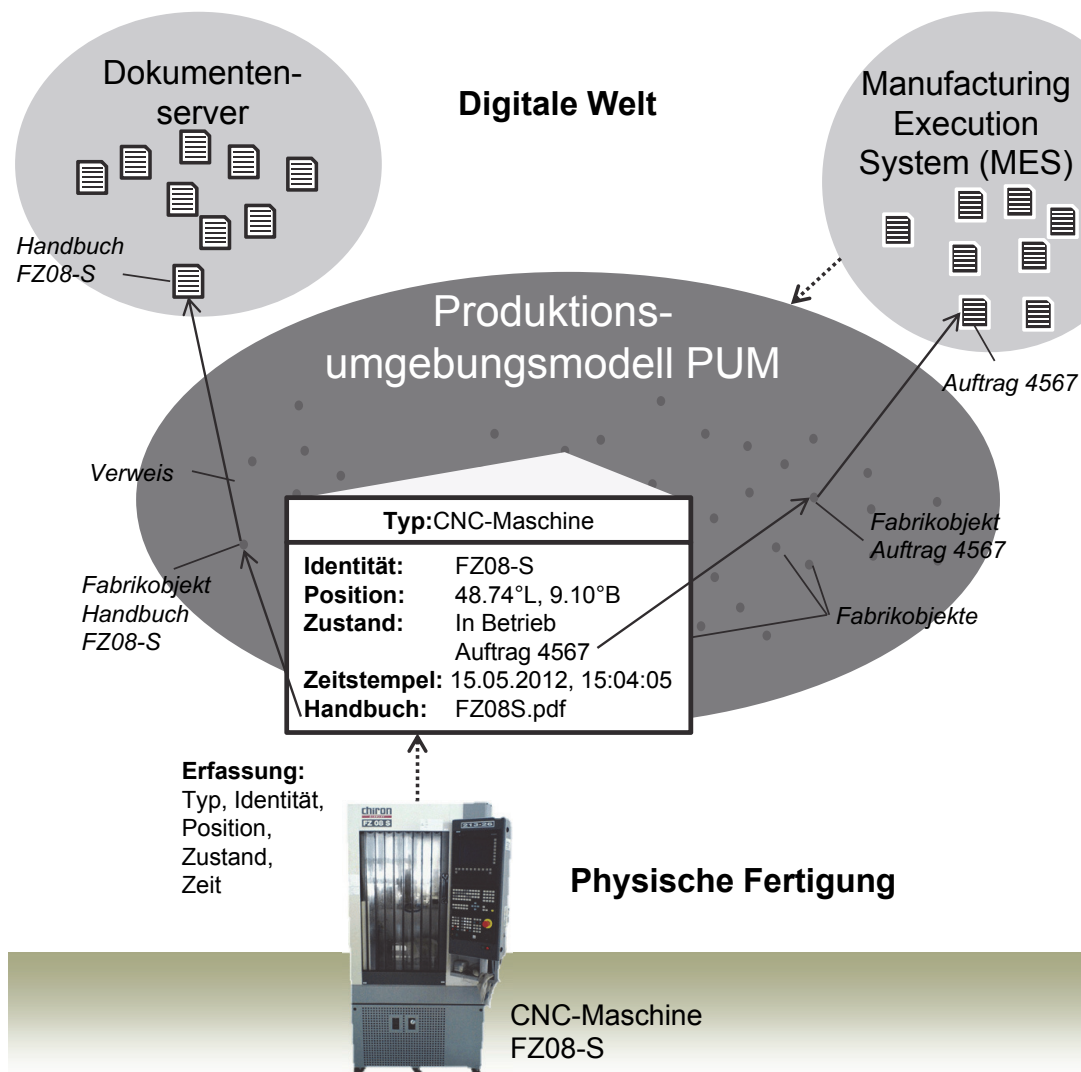 Dokumenten-
server
Digitale Welt
Manufacturing
Execution
System (MES)
Handbuch
FZ08-S
Produktions-
umgebungsmodell PUM
Auftrag 4567
Verweis
Typ:CNC-Maschine
Identität: FZ08-S
Position: 48.74°L, 9.10°B
Zustand: In Betrieb
Auftrag 4567
Zeitstempel: 15.05.2012, 15:04:05
Handbuch: FZ08S.pdf
Fabrikobjekt
Auftrag 4567
Fabrikobjekt
Handbuch
FZ08-S
Fabrikobjekte
Erfassung:
Typ, Identität,
Position,
Zustand,
Zeit
chiron
FZ 08 S
Physische Fertigung
CNC-Maschine
FZ08-S